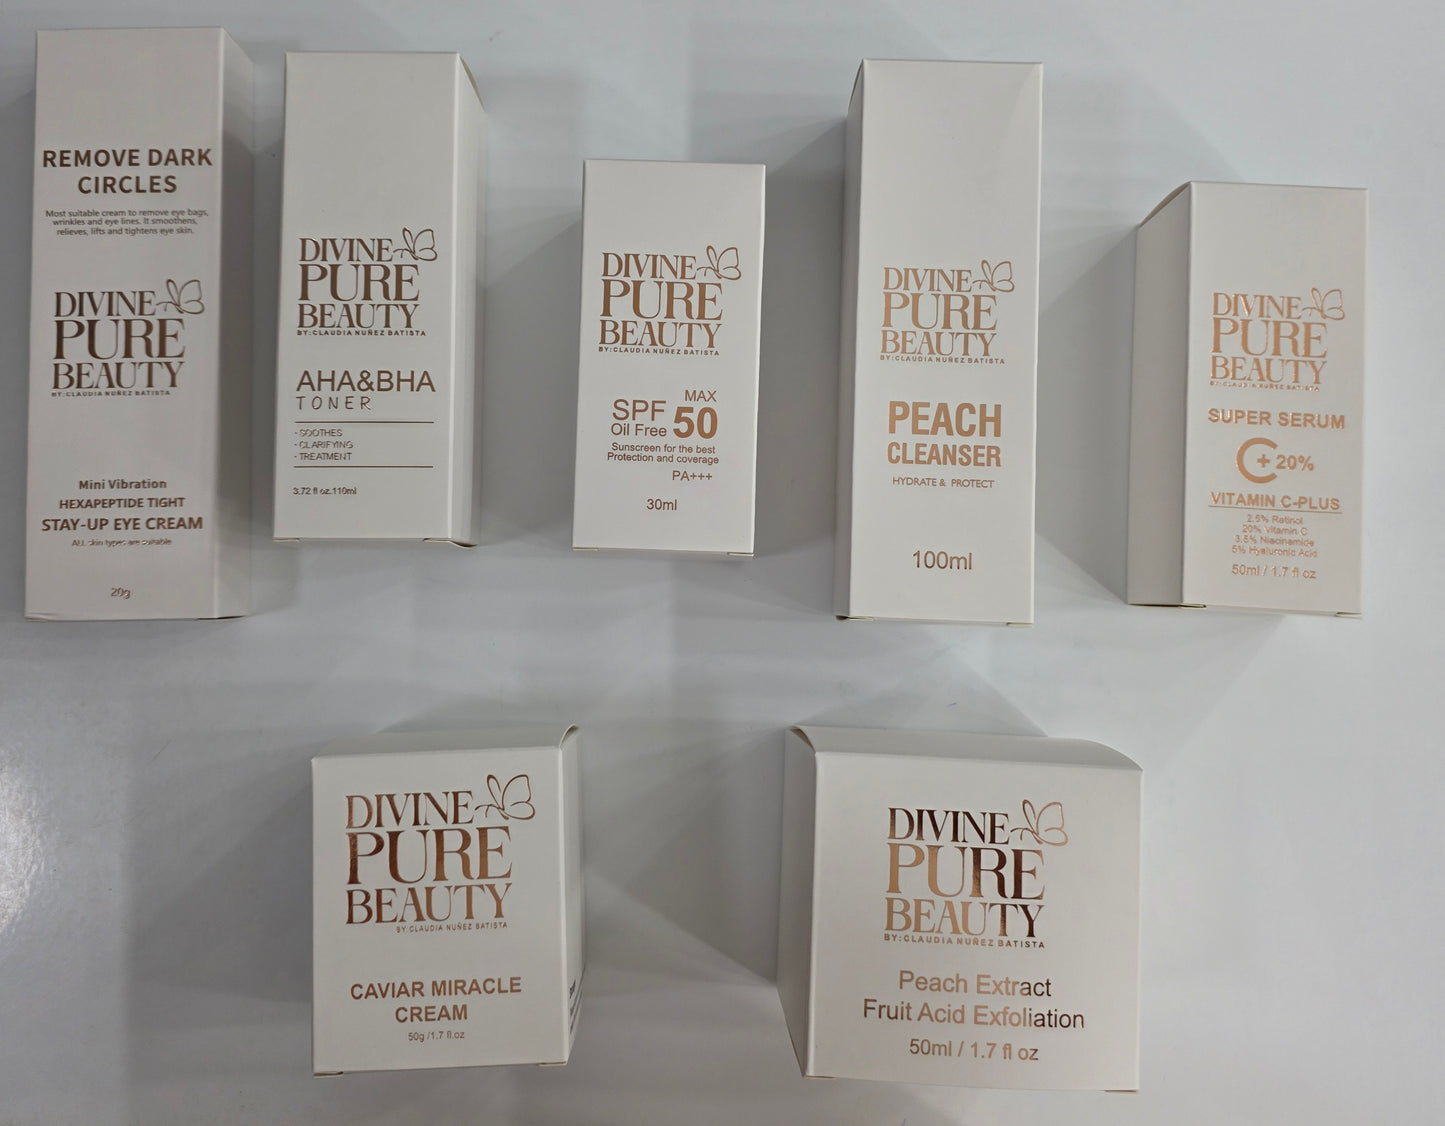 REMOVE DARK
CIRCLES
Most suitable cream to remove eye bags,
wrinkles and eye lines. It smoothens,
relieves, lifts and tightens eye skin.
DIVINE
PURE
BEAUTY
BY:CLAUDIA NUÑEZ BATISTA
Mini Vibration
HEXAPEPTIDE TIGHT
STAY-UP EYE CREAM
ALL skin types are suitable
20g
DIVINE
PURE
BEAUTY
BY:CLAUDIA NUÑEZ BATISTA
AHA&BHA
TONER
- SOOTHES
- CLARIFYING
- TREATMENT
3.72 fl oz.110ml
DIVINE
PURE
BEAUTY
BY:CLAUDIA NUÑEZ BATISTA
SPF MAX 50
Oil Free
Sunscreen for the best
Protection and coverage
PA+++
30ml
DIVINE
PURE
BEAUTY
BY:CLAUDIA NUÑEZ BATISTA
PEACH
CLEANSER
HYDRATE & PROTECT
100ml
DIVINE
PURE
BEAUTY
BY:CLAUDIA NUÑEZ BATISTA
SUPER SERUM
C+ 20%
VITAMIN C-PLUS
2.5% Retinol
20% Vitamin C
3.5% Niacinamide
5% Hyaluronic Acid
50ml / 1.7 fl oz
DIVINE
PURE
BEAUTY
BY:CLAUDIA NUÑEZ BATISTA
CAVIAR MIRACLE
CREAM
50g /1.7 fl.oz
DIVINE
PURE
BEAUTY
BY:CLAUDIA NUÑEZ BATISTA
Peach Extract
Fruit Acid Exfoliation
50ml / 1.7 fl oz